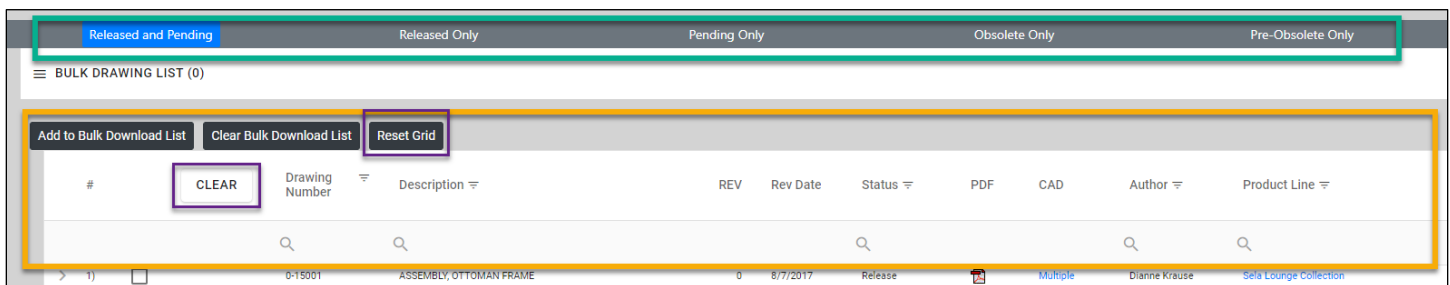 Released and Pending Released Only Pending Only Obsolete Only Pre-Obsolete Only
BULK DRAWING LIST (0)
Add to Bulk Download List Clear Bulk Download List Reset Grid
# CLEAR Drawing Number Description REV Rev Date Status PDF CAD Author Product Line
1) 0-15001 ASSEMBLY, OTTOMAN FRAME 0 8/7/2017 Release Multiple Dianne Krause Sela Lounge Collection